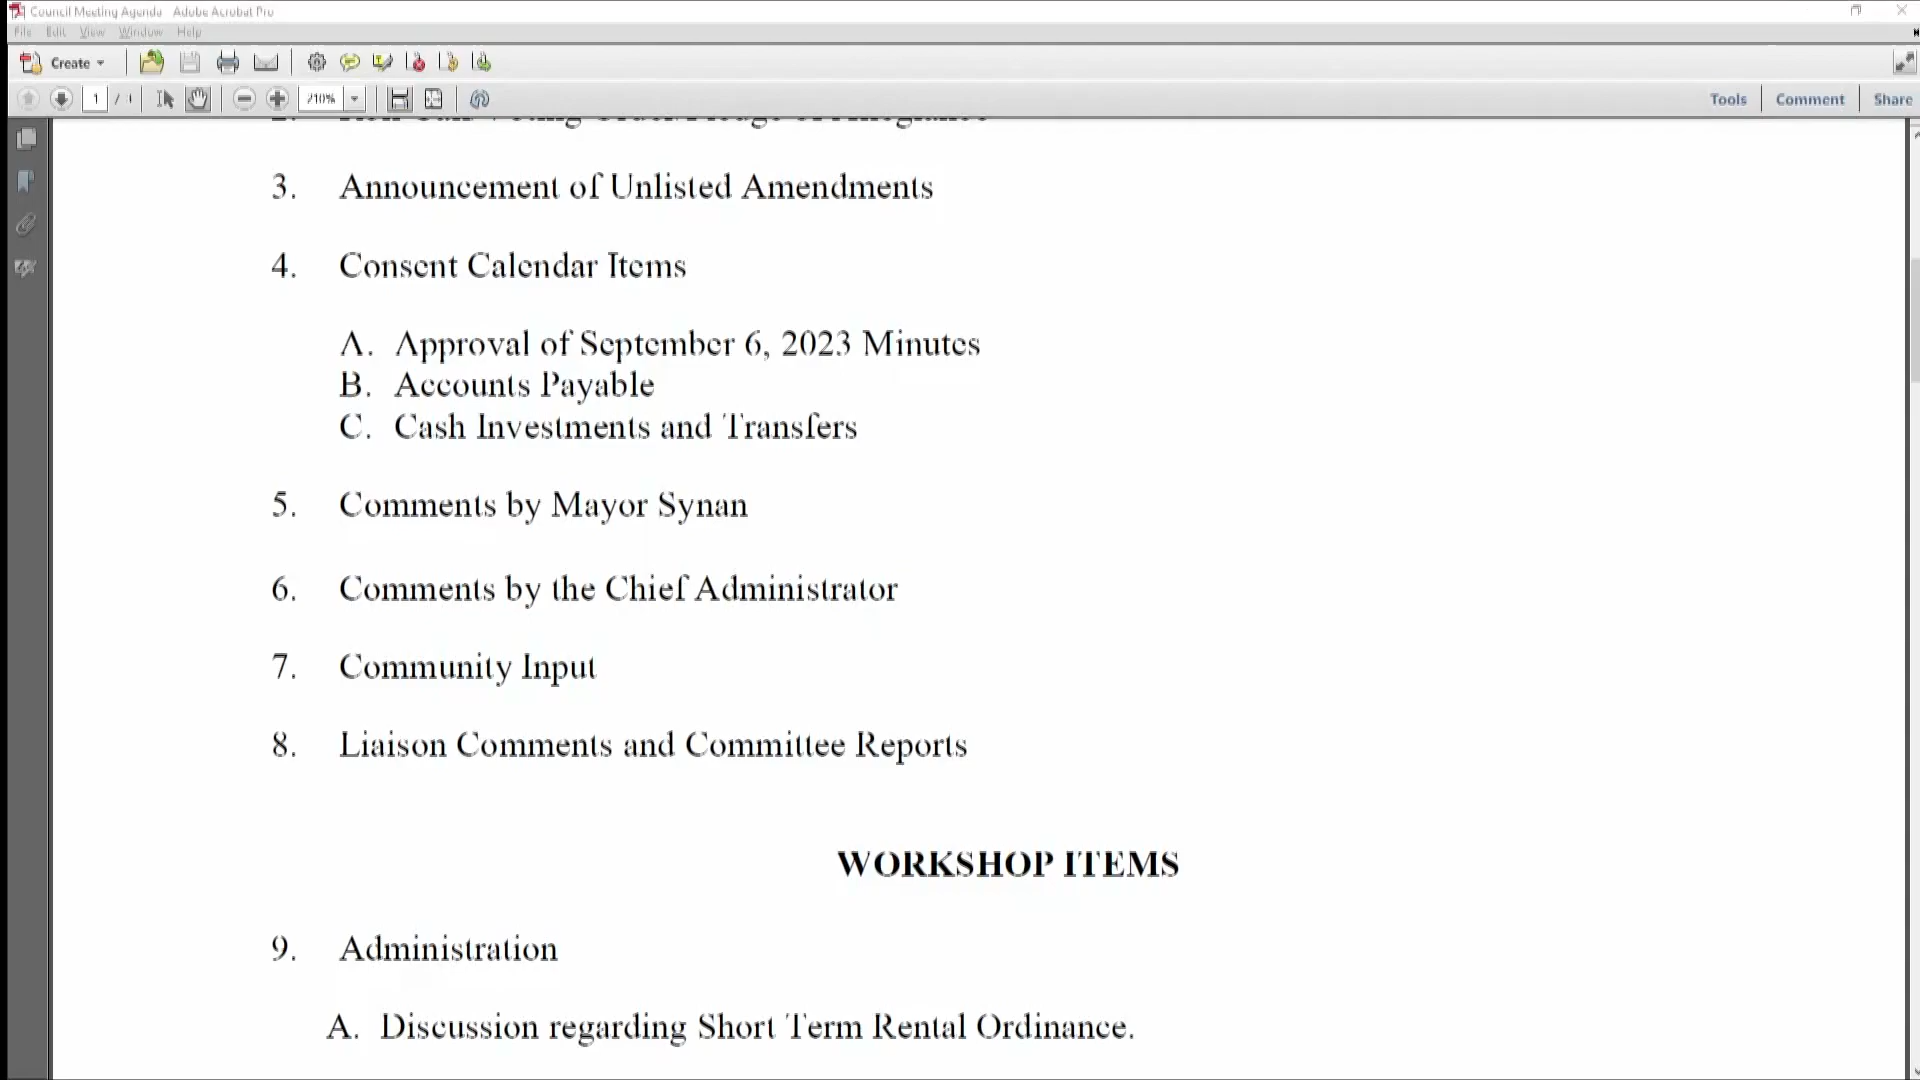 Council Meeting Agenda - Adobe Acrobat Pro
File Edit View Window Help
Create
1 /
210%
Tools Comment Share
3. Announcement of Unlisted Amendments
4. Consent Calendar Items
A. Approval of September 6, 2023 Minutes
B. Accounts Payable
C. Cash Investments and Transfers
5. Comments by Mayor Synan
6. Comments by the Chief Administrator
7. Community Input
8. Liaison Comments and Committee Reports
WORKSHOP ITEMS
9. Administration
A. Discussion regarding Short Term Rental Ordinance.